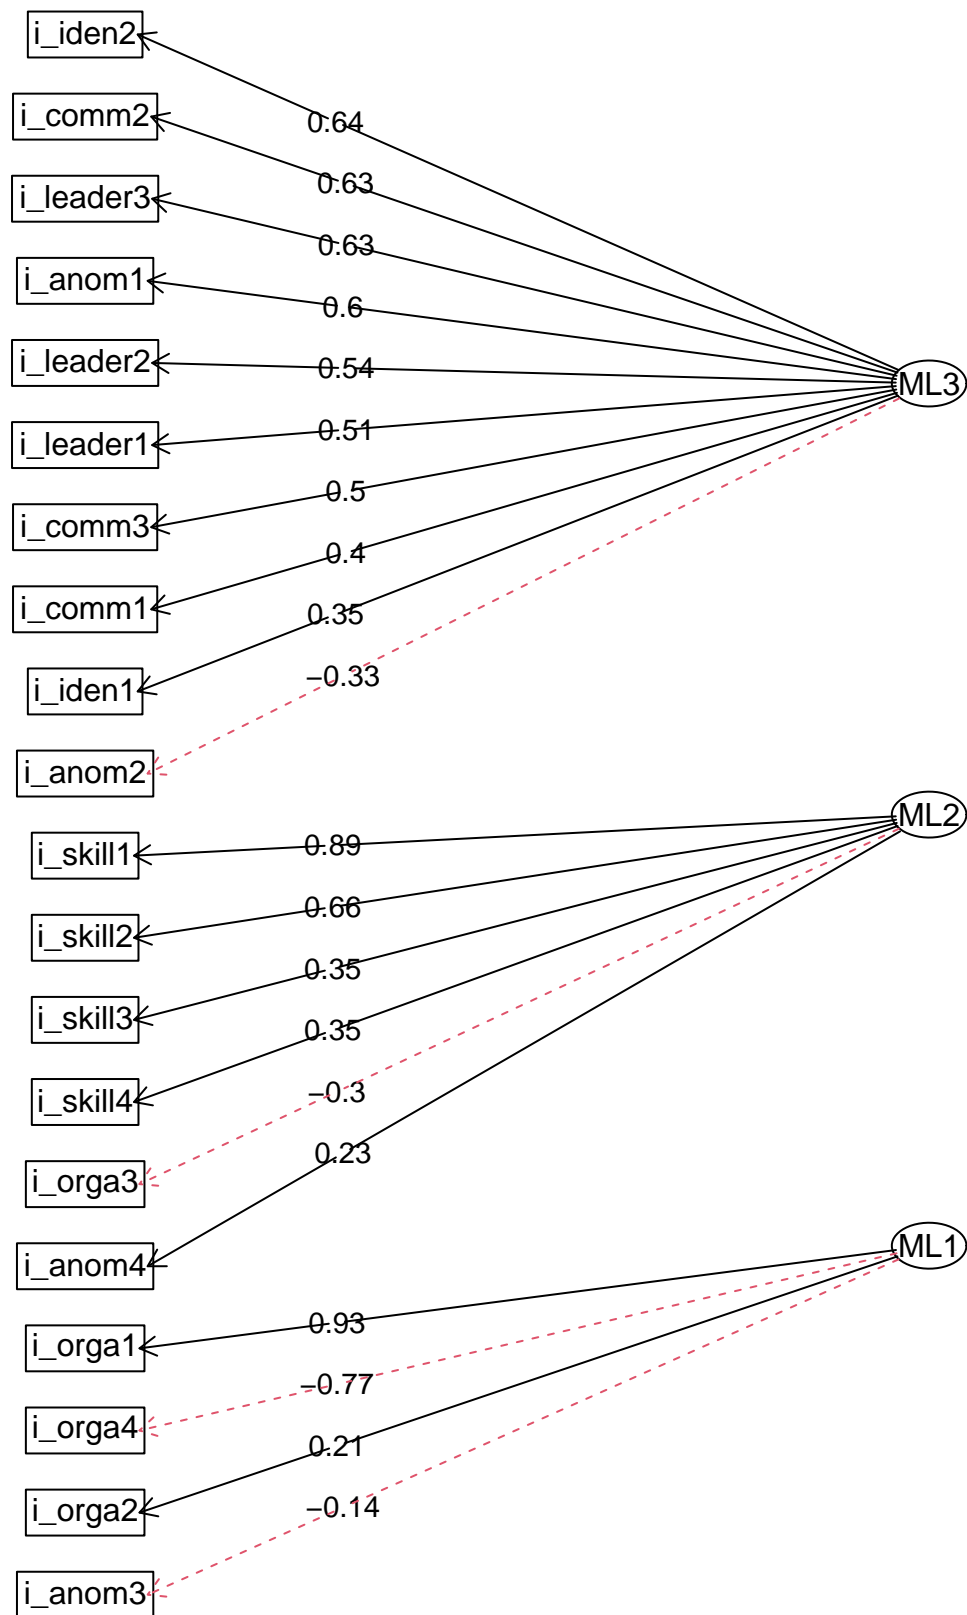 i_iden2
0.64
i_comm2
0.63
i_leader3
0.63
i_anom1
0.6
i_leader2
0.54
ML3
i_leader1
0.51
i_comm3
0.5
i_comm1
0.4
i_iden1
0.35
−0.33
i_anom2
ML2
i_skill1
0.89
i_skill2
0.66
i_skill3
0.35
i_skill4
0.35
−0.3
i_orga3
0.23
i_anom4
ML1
i_orga1
0.93
i_orga4
−0.77
i_orga2
0.21
−0.14
i_anom3